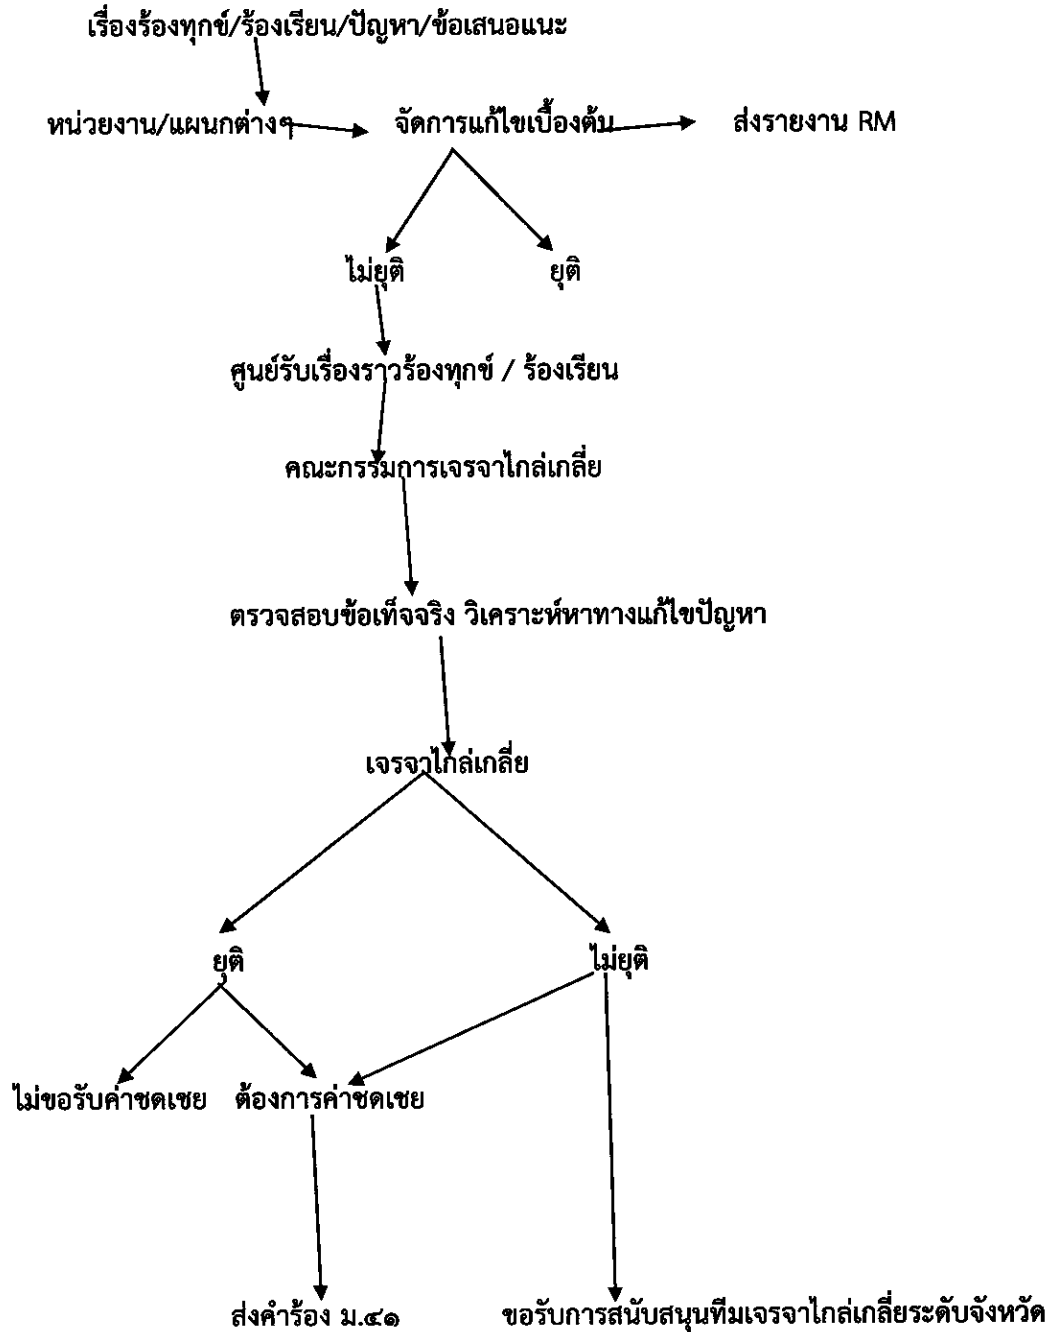 เรื่องร้องทุกข์/ร้องเรียน/ปัญหา/ข้อเสนอแนะ
หน่วยงาน/แผนกต่างๆ จัดการแก้ไขเบื้องต้น ส่งรายงาน RM
ไม่ยุติ ยุติ
ศูนย์รับเรื่องราวร้องทุกข์ / ร้องเรียน
คณะกรรมการเจรจาไกล่เกลี่ย
ตรวจสอบข้อเท็จจริง วิเคราะห์หาทางแก้ไขปัญหา
เจรจาไกล่เกลี่ย
ยุติ ไม่ยุติ
ไม่ขอรับค่าชดเชย ต้องการค่าชดเชย
ส่งคำร้อง ม.๔๑ ขอรับการสนับสนุนทีมเจรจาไกล่เกลี่ยระดับจังหวัด